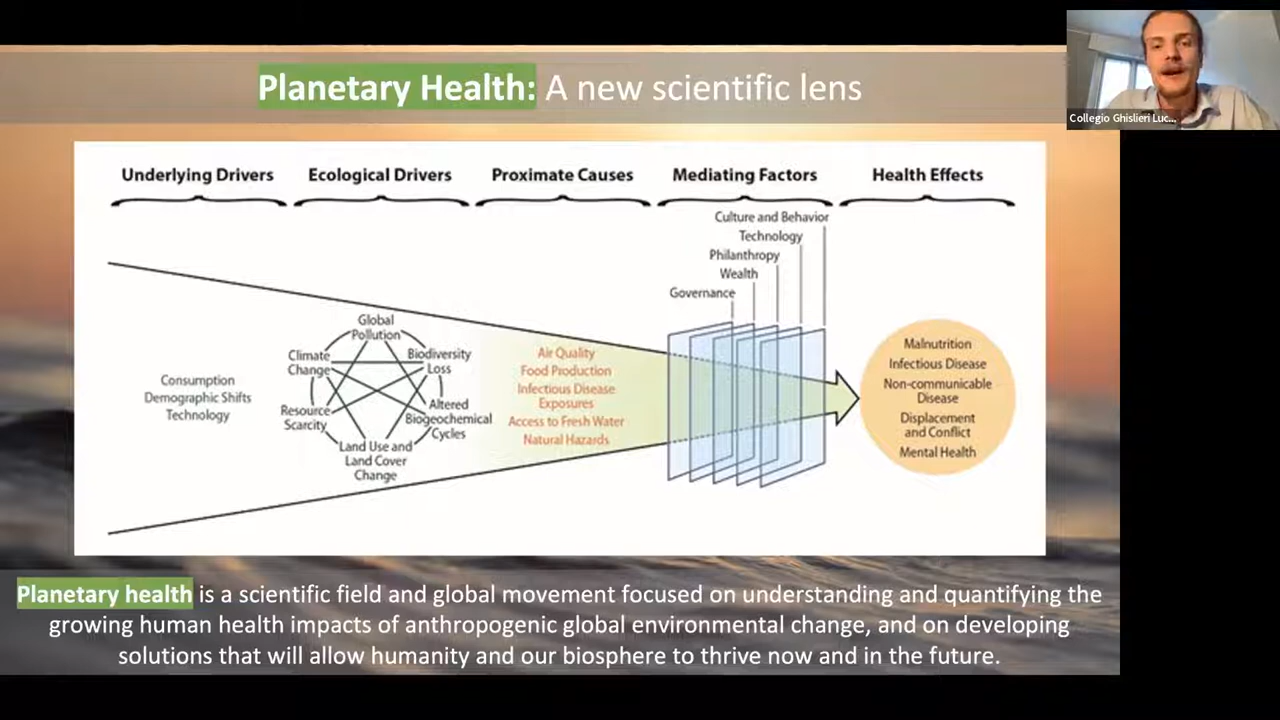 Planetary Health: A new scientific lens
Collegio Ghislieri Luc...
Underlying Drivers
Ecological Drivers
Proximate Causes
Mediating Factors
Health Effects
Consumption
Demographic Shifts
Technology
Global
Pollution
Biodiversity
Loss
Altered
Biogeochemical
Cycles
Land Use and
Land Cover
Change
Resource
Scarcity
Climate
Change
Air Quality
Food Production
Infectious Disease
Exposures
Access to Fresh Water
Natural Hazards
Culture and Behavior
Technology
Philanthropy
Wealth
Governance
Malnutrition
Infectious Disease
Non-communicable
Disease
Displacement
and Conflict
Mental Health
Planetary health is a scientific field and global movement focused on understanding and quantifying the
growing human health impacts of anthropogenic global environmental change, and on developing
solutions that will allow humanity and our biosphere to thrive now and in the future.